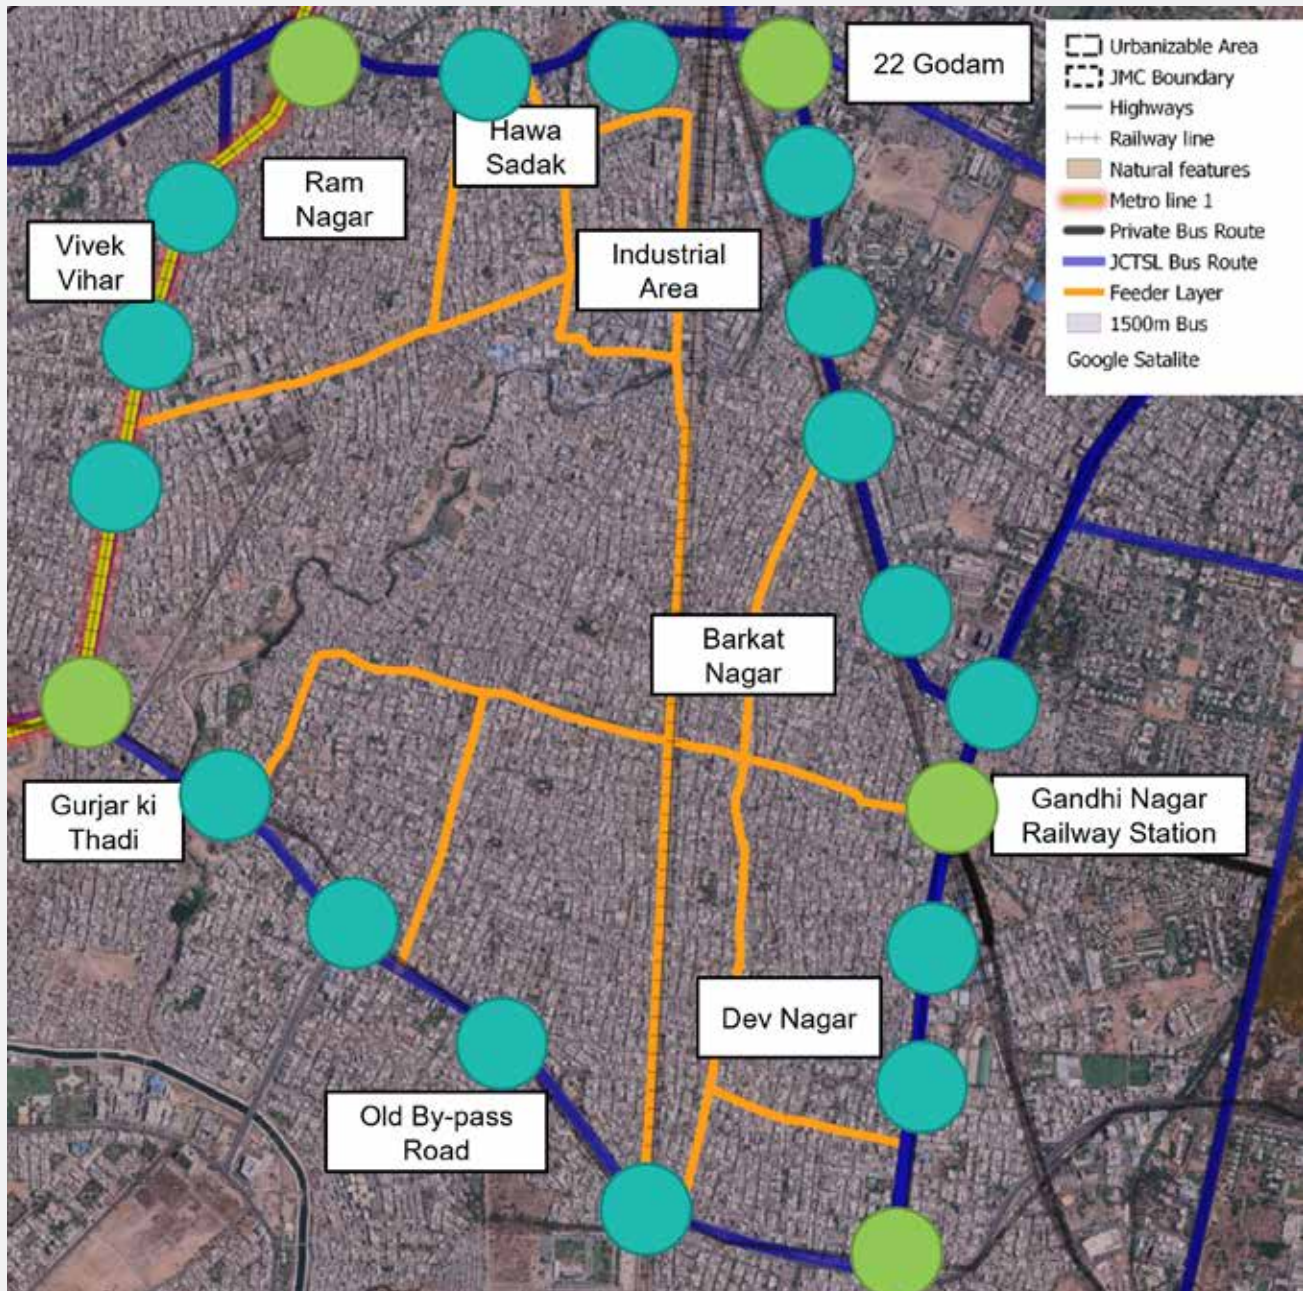 22 Godam
Urbanizable Area
JMC Boundary
Highways
Railway line
Natural features
Metro line 1
Private Bus Route
JCTSL Bus Route
Feeder Layer
1500m Bus
Google Satalite
Hawa
Sadak
Ram
Nagar
Vivek
Vihar
Industrial
Area
Barkat
Nagar
Gurjar ki
Thadi
Gandhi Nagar
Railway Station
Dev Nagar
Old By-pass
Road